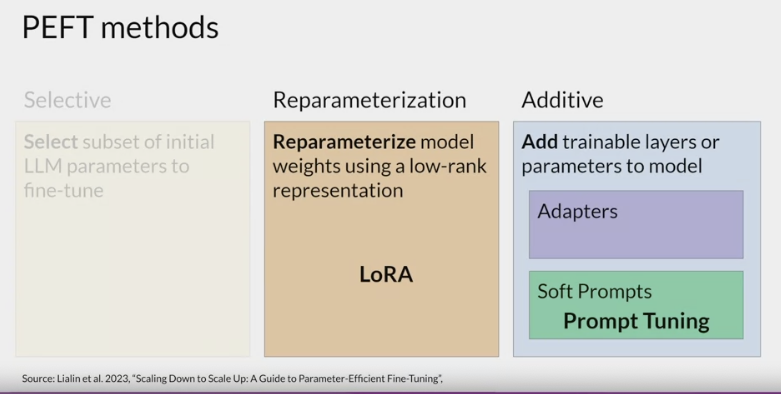 PEFT methods
Selective
Select subset of initial
LLM parameters to
fine-tune
Reparameterization
Reparameterize model
weights using a low-rank
representation
LoRA
Additive
Add trainable layers or
parameters to model
Adapters
Soft Prompts
Prompt Tuning
Source: Lialin et al. 2023, “Scaling Down to Scale Up: A Guide to Parameter-Efficient Fine-Tuning”,